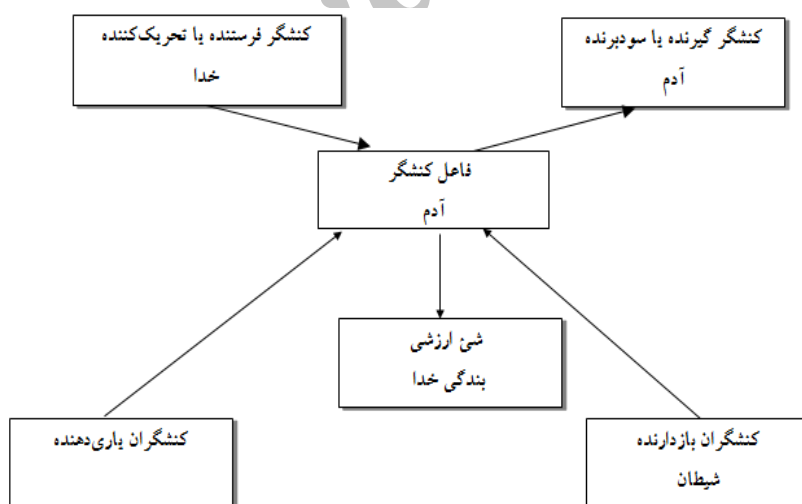 کنشگر فرستنده یا تحریک‌کننده
خدا
کنشگر گیرنده یا سودبرنده
آدم
فاعل کنشگر
آدم
شئ ارزشی
بندگی خدا
کنشگران یاری‌دهنده
کنشگران بازدارنده
شیطان